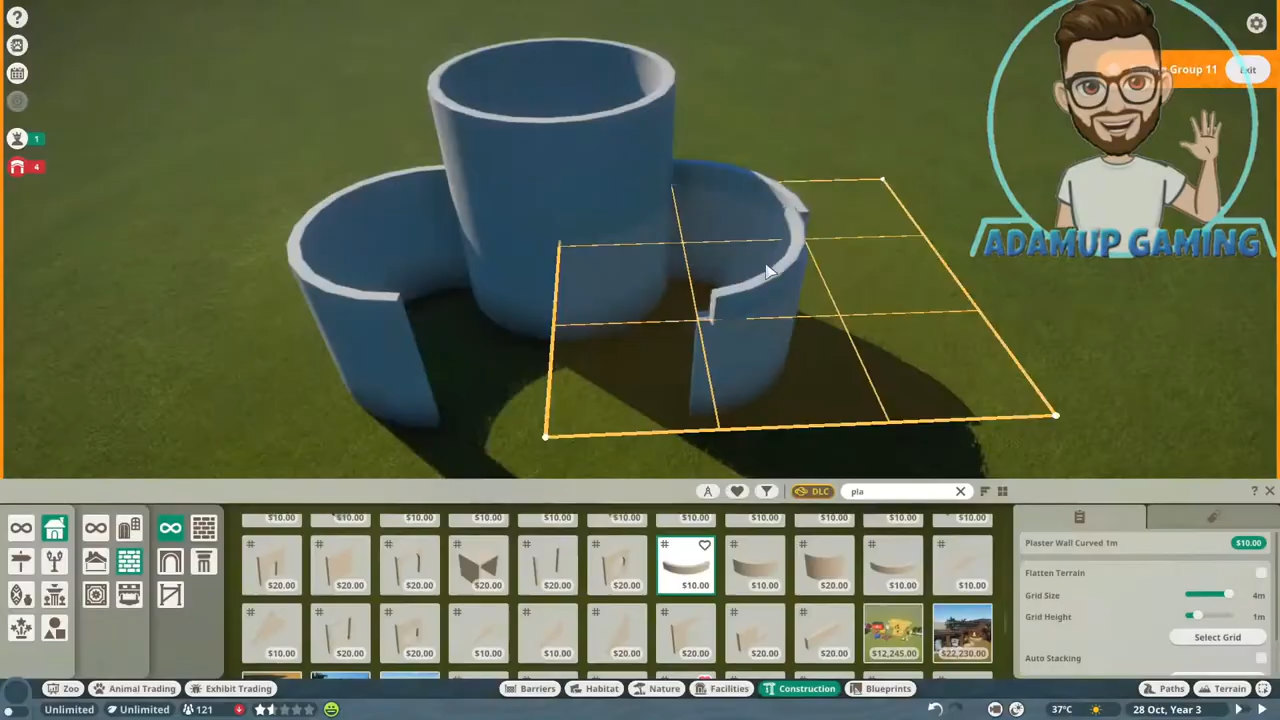 ?
Group 11 Exit
ADAMUP GAMING
1
4
DLC pla ?
$10.00 $10.00 $10.00 $10.00 $10.00 $10.00 $10.00 $10.00 $10.00 $10.00 $10.00
$20.00 $20.00 $20.00 $20.00 $20.00 $20.00 $10.00 $10.00 $20.00 $10.00 $10.00
$10.00 $20.00 $20.00 $10.00 $20.00 $20.00 $20.00 $20.00 $20.00 $12,245.00 $22,230.00
Plaster Wall Curved 1m $10.00
Flatten Terrain
Grid Size 4m
Grid Height 1m
Select Grid
Auto Stacking
Zoo Animal Trading Exhibit Trading Barriers Habitat Nature Facilities Construction Blueprints Paths Terrain
Unlimited Unlimited 121 37°C 28 Oct, Year 3